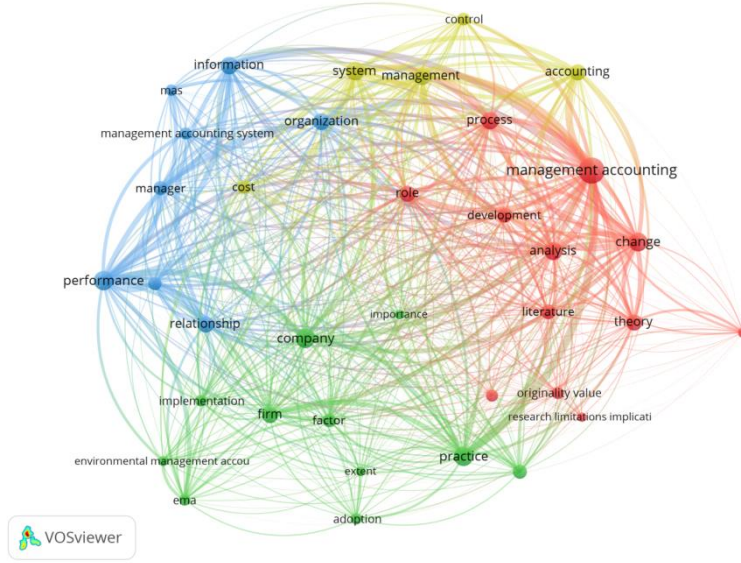 control
information
system
management
accounting
mas
organization
process
management accounting system
management accounting
manager
cost
role
development
change
analysis
performance
importance
literature
theory
relationship
company
originality value
implementation
firm
factor
research limitations implicati
practice
environmental management accou
extent
ema
adoption
VOSviewer